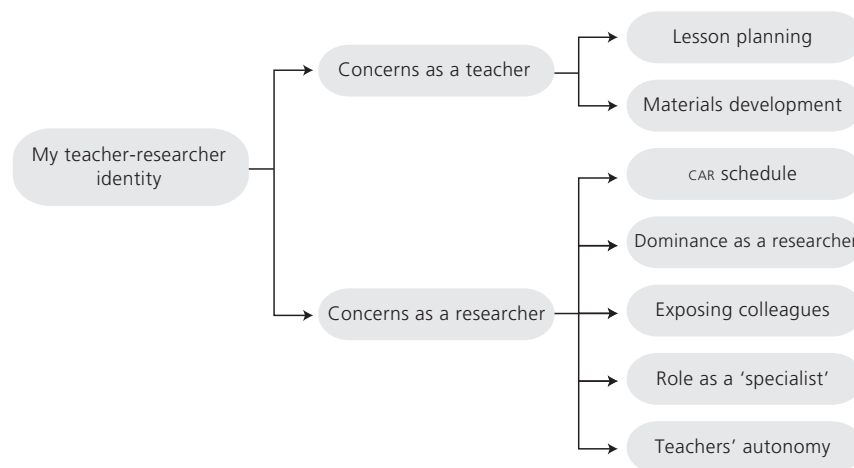 My teacher-researcher
identity
Concerns as a teacher
Lesson planning
Materials development
Concerns as a researcher
CAR schedule
Dominance as a researcher
Exposing colleagues
Role as a ‘specialist’
Teachers’ autonomy